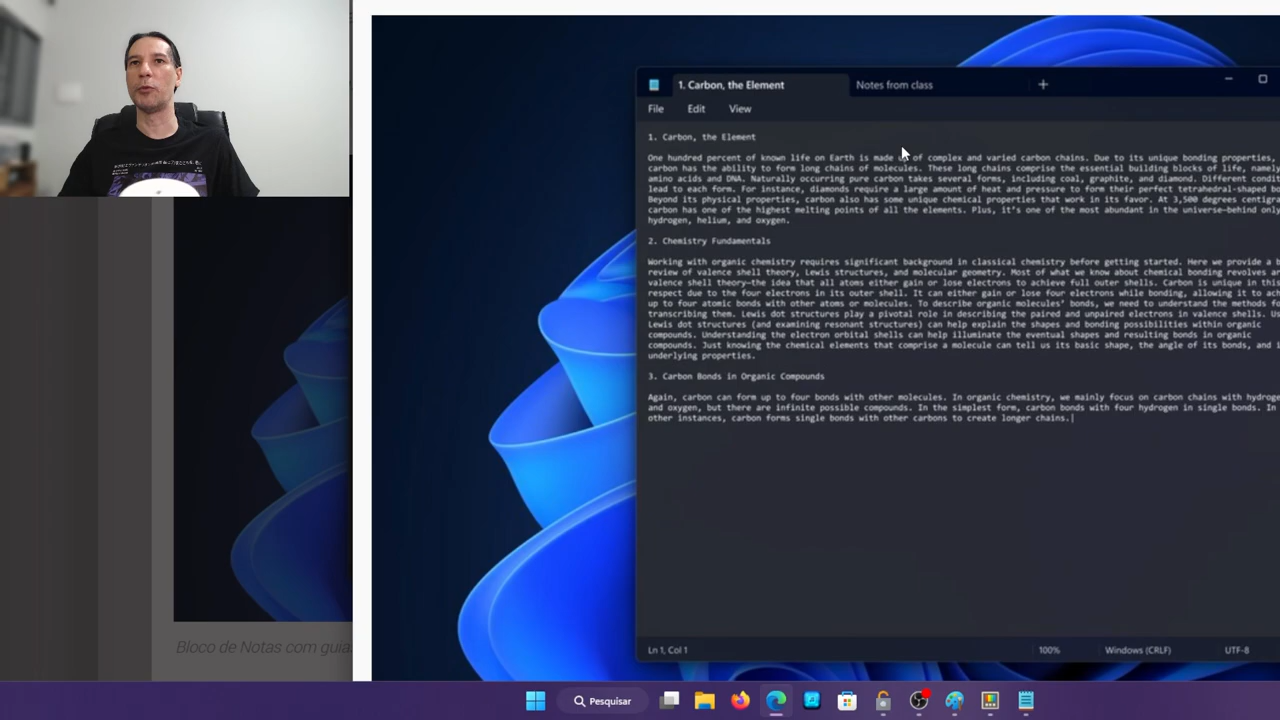 1. Carbon, the Element
Notes from class
File Edit View
1. Carbon, the Element
One hundred percent of known life on Earth is made up of complex and varied carbon chains. Due to its unique bonding properties,
carbon has the ability to form long chains of molecules. These long chains comprise the essential building blocks of life, namely
amino acids and DNA. Naturally occurring pure carbon takes several forms, including coal, graphite, and diamond. Different condit
lead to each form. For instance, diamonds require a large amount of heat and pressure to form their perfect tetrahedral-shaped bo
Beyond its physical properties, carbon also has some unique chemical properties that work in its favor. At 3,500 degrees centigra
carbon has one of the highest melting points of all the elements. Plus, it's one of the most abundant in the universe—behind only
hydrogen, helium, and oxygen.
2. Chemistry Fundamentals
Working with organic chemistry requires significant background in classical chemistry before getting started. Here we provide a b
review of valence shell theory, Lewis structures, and molecular geometry. Most of what we know about chemical bonding revolves ar
valence shell theory—the idea that all atoms either gain or lose electrons to achieve full outer shells. Carbon is unique in this
respect due to the four electrons in its outer shell. It can either gain or lose four electrons while bonding, allowing it to ach
up to four atomic bonds with other atoms or molecules. To describe organic molecules' bonds, we need to understand the methods fo
transcribing them. Lewis dot structures play a pivotal role in describing the paired and unpaired electrons in valence shells. Us
Lewis dot structures (and examining resonant structures) can help explain the shapes and bonding possibilities within organic
compounds. Understanding the electron orbital shells can help illuminate the eventual shapes and resulting bonds in organic
compounds. Just knowing the chemical elements that comprise a molecule can tell us its basic shape, the angle of its bonds, and i
underlying properties.
3. Carbon Bonds in Organic Compounds
Again, carbon can form up to four bonds with other molecules. In organic chemistry, we mainly focus on carbon chains with hydroge
and oxygen, but there are infinite possible compounds. In the simplest form, carbon bonds with four hydrogen in single bonds. In
other instances, carbon forms single bonds with other carbons to create longer chains.
Bloco de Notas com guia
Ln 1, Col 1 100% Windows (CRLF) UTF-8
Pesquisar